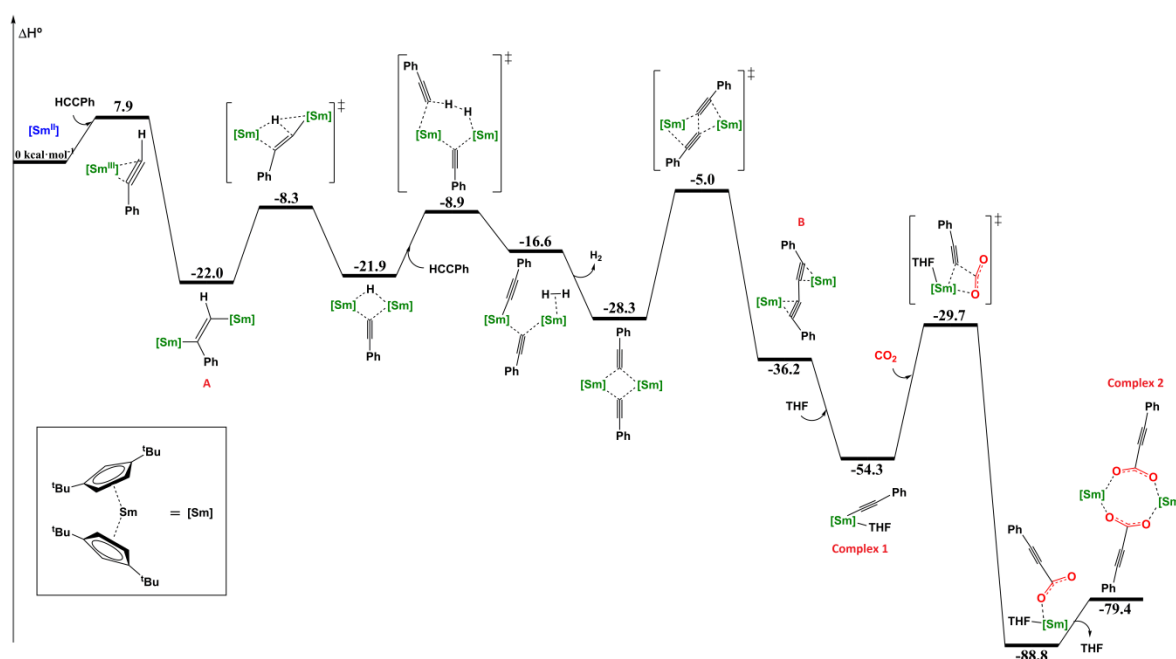 ΔHº
[Sm^II]
0 kcal·mol⁻¹
HCCPh
7.9
H
[Sm^III]
Ph
-22.0
H
[Sm]
[Sm]
Ph
A
‡
[Sm]
H
[Sm]
Ph
-8.3
-21.9
H
[Sm]
[Sm]
Ph
‡
Ph
H
H
[Sm]
[Sm]
Ph
-8.9
HCCPh
-16.6
Ph
H
H
[Sm]
[Sm]
Ph
H₂
-28.3
Ph
[Sm]
[Sm]
Ph
‡
Ph
[Sm]
[Sm]
Ph
-5.0
B
Ph
[Sm]
[Sm]
Ph
-36.2
THF
-54.3
Ph
[Sm]
THF
Complex 1
CO₂
‡
Ph
THF
O
[Sm]
O
-29.7
Ph
O
O
THF
[Sm]
-88.8
THF
-79.4
Complex 2
Ph
O
O
[Sm]
[Sm
O
O
Ph
ᵗBu
ᵗBu
Sm
= [Sm]
ᵗBu
ᵗBu